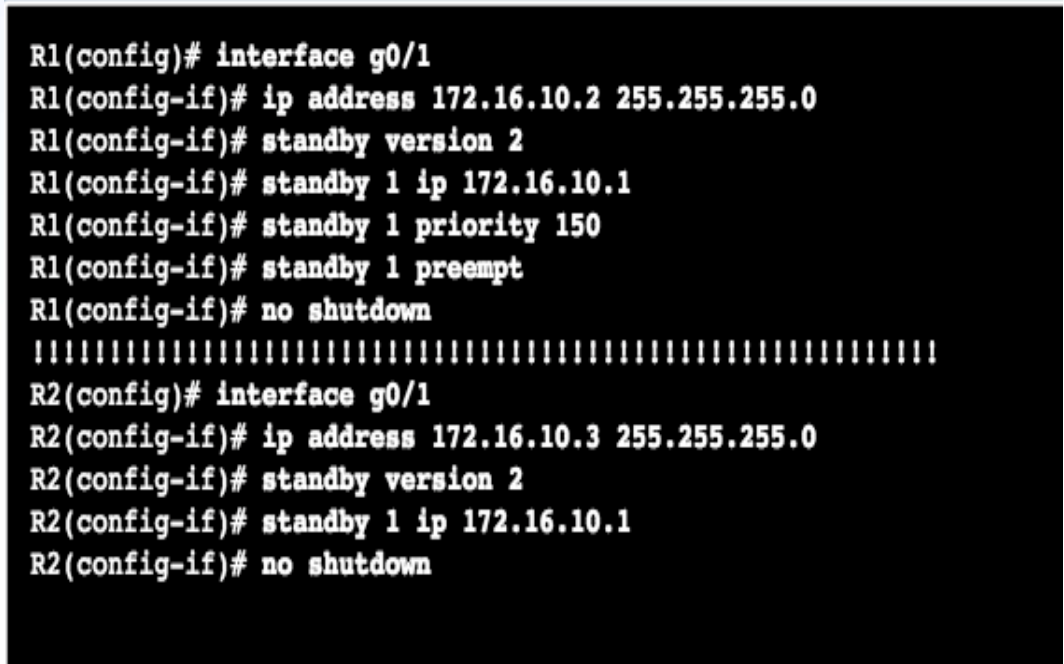 R1(config)# interface g0/1
R1(config-if)# ip address 172.16.10.2 255.255.255.0
R1(config-if)# standby version 2
R1(config-if)# standby 1 ip 172.16.10.1
R1(config-if)# standby 1 priority 150
R1(config-if)# standby 1 preempt
R1(config-if)# no shutdown
!!!!!!!!!!!!!!!!!!!!!!!!!!!!!!!!!!!!!!!!!!!!!!!!!!!!!!!!!!!!
R2(config)# interface g0/1
R2(config-if)# ip address 172.16.10.3 255.255.255.0
R2(config-if)# standby version 2
R2(config-if)# standby 1 ip 172.16.10.1
R2(config-if)# no shutdown